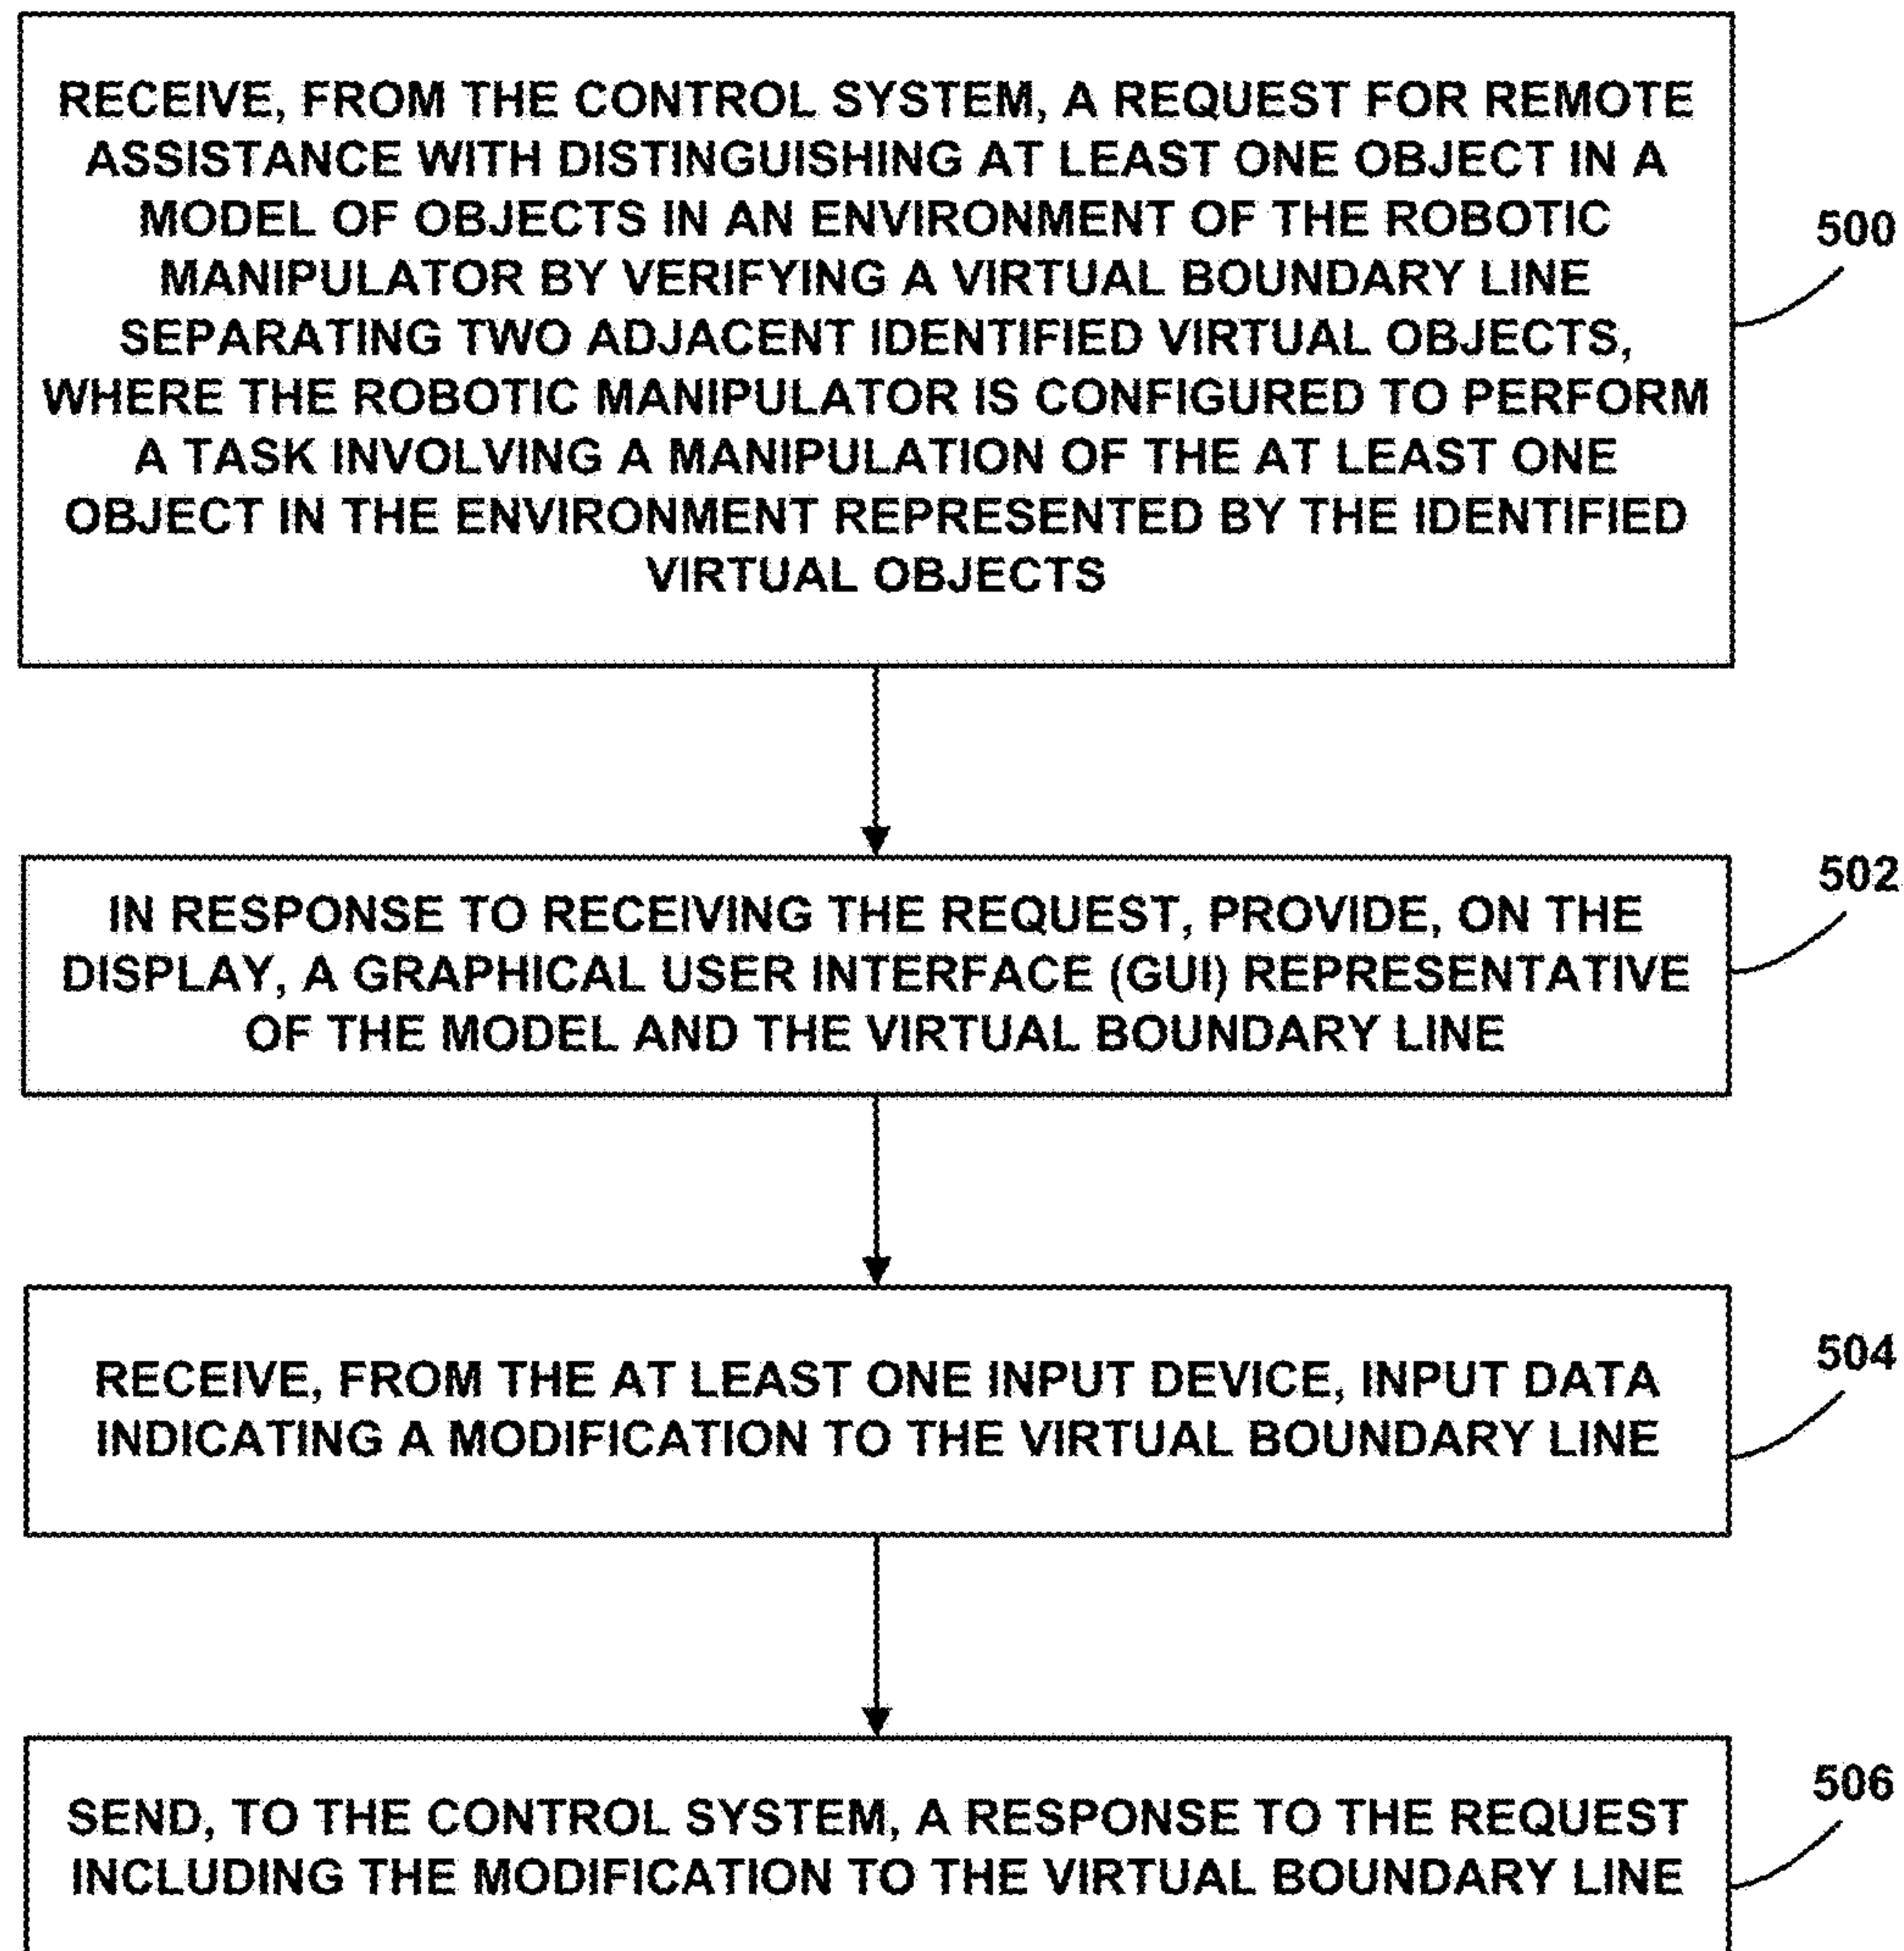 RECEIVE, FROM THE CONTROL SYSTEM, A REQUEST FOR REMOTE
ASSISTANCE WITH DISTINGUISHING AT LEAST ONE OBJECT IN A
MODEL OF OBJECTS IN AN ENVIRONMENT OF THE ROBOTIC
MANIPULATOR BY VERIFYING A VIRTUAL BOUNDARY LINE
SEPARATING TWO ADJACENT IDENTIFIED VIRTUAL OBJECTS,
WHERE THE ROBOTIC MANIPULATOR IS CONFIGURED TO PERFORM
A TASK INVOLVING A MANIPULATION OF THE AT LEAST ONE
OBJECT IN THE ENVIRONMENT REPRESENTED BY THE IDENTIFIED
VIRTUAL OBJECTS
500
IN RESPONSE TO RECEIVING THE REQUEST, PROVIDE, ON THE
DISPLAY, A GRAPHICAL USER INTERFACE (GUI) REPRESENTATIVE
OF THE MODEL AND THE VIRTUAL BOUNDARY LINE
502
RECEIVE, FROM THE AT LEAST ONE INPUT DEVICE, INPUT DATA
INDICATING A MODIFICATION TO THE VIRTUAL BOUNDARY LINE
504
SEND, TO THE CONTROL SYSTEM, A RESPONSE TO THE REQUEST
INCLUDING THE MODIFICATION TO THE VIRTUAL BOUNDARY LINE
506